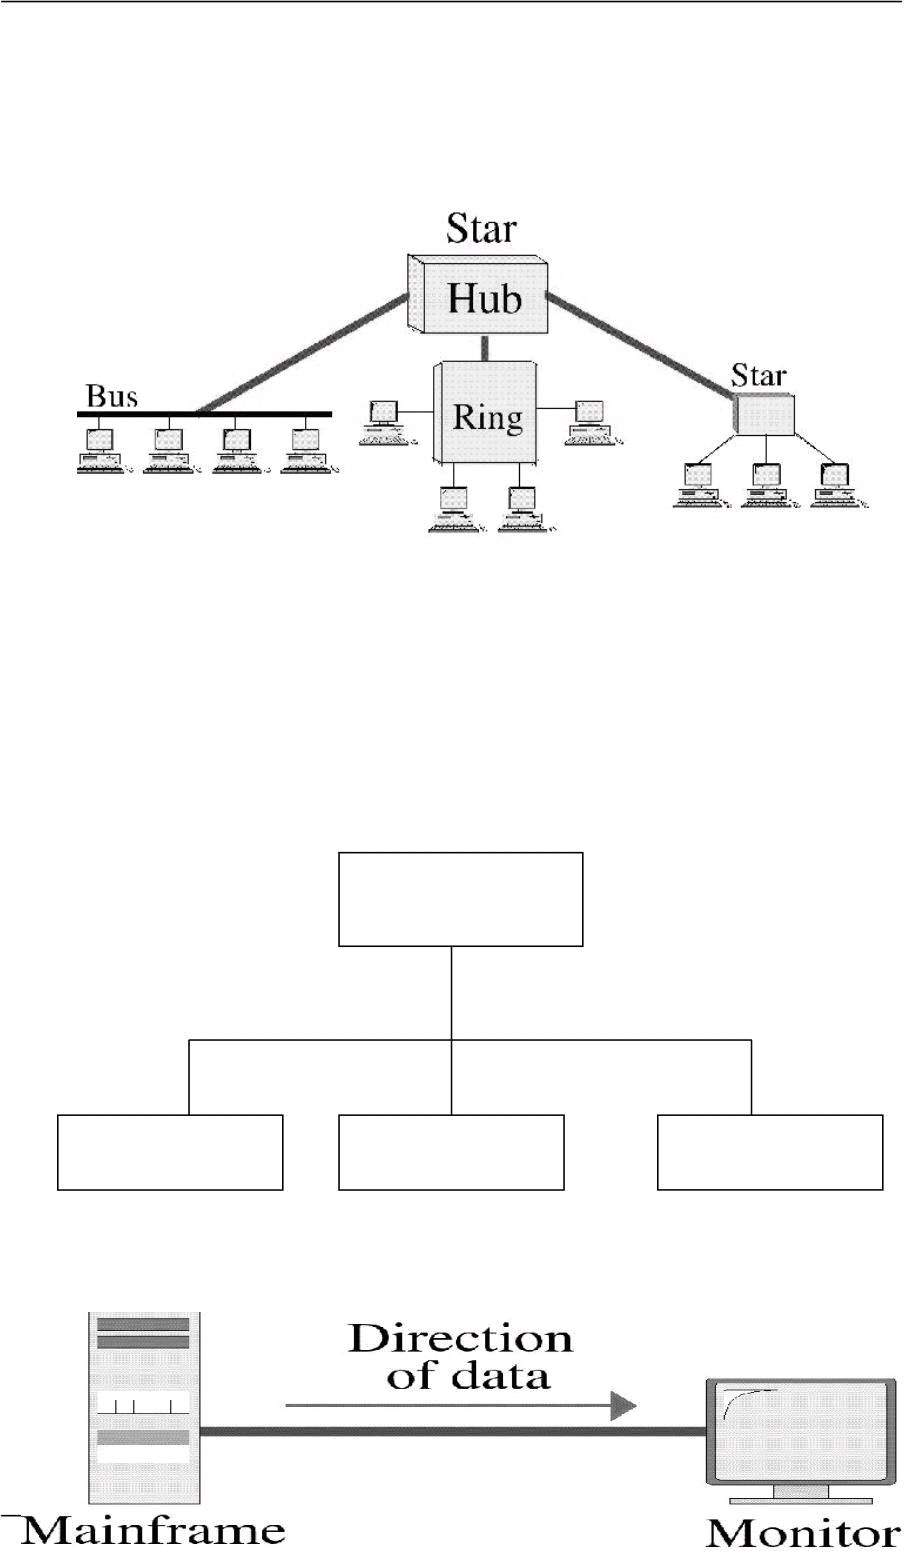 Star
Hub
Bus
Ring
Star
Direction
of data
Mainframe
Monitor